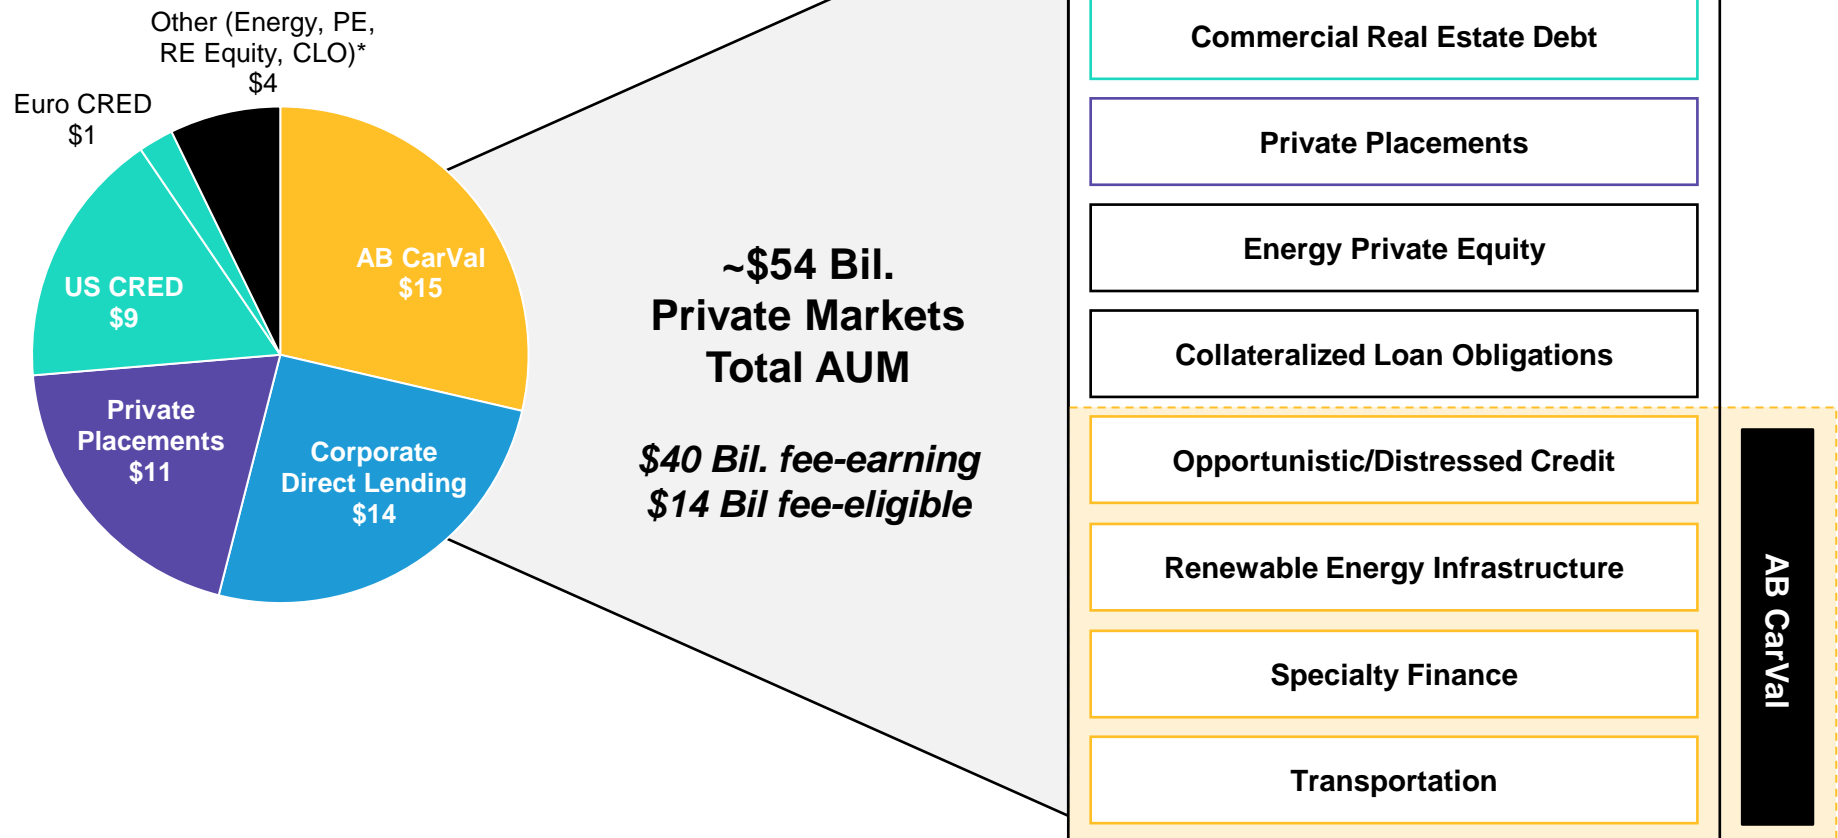 Other (Energy, PE,
RE Equity, CLO)*
$4
Euro CRED
$1
AB CarVal
$15
US CRED
$9
Private
Placements
$11
Corporate
Direct Lending
$14
~$54 Bil.
Private Markets
Total AUM
$40 Bil. fee-earning
$14 Bil fee-eligible
Commercial Real Estate Debt
Private Placements
Energy Private Equity
Collateralized Loan Obligations
Opportunistic/Distressed Credit
Renewable Energy Infrastructure
Specialty Finance
Transportation
AB CarVal